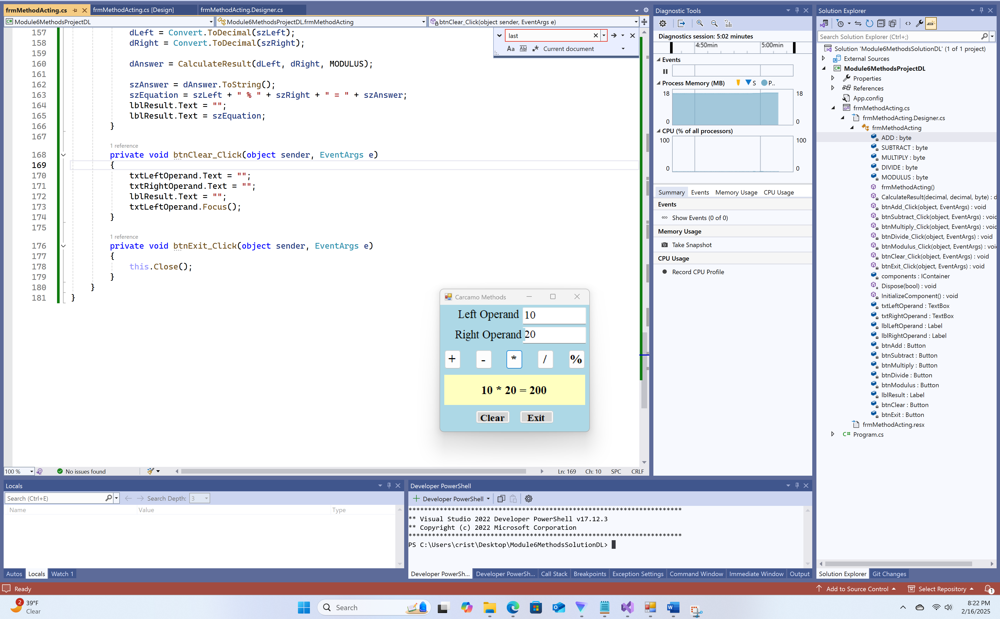 frmMethodActing.cs
frmMethodActing.cs [Design]
frmMethodActing.Designer.cs
Module6MethodsProjectDL
Module6MethodsProjectDL.frmMethodActing
btnClear_Click(object sender, EventArgs e)
last
Aa
Current document
157 dLeft = Convert.ToDecimal(szLeft);
158 dRight = Convert.ToDecimal(szRight);
159
160 dAnswer = CalculateResult(dLeft, dRight, MODULUS);
161
162 szAnswer = dAnswer.ToString();
163 szEquation = szLeft + " % " + szRight + " = " + szAnswer;
164 lblResult.Text = "";
165 lblResult.Text = szEquation;
166 }
167
1 reference
168 private void btnClear_Click(object sender, EventArgs e)
169 {
170 txtLeftOperand.Text = "";
171 txtRightOperand.Text = "";
172 lblResult.Text = "";
173 txtLeftOperand.Focus();
174 }
175
1 reference
176 private void btnExit_Click(object sender, EventArgs e)
177 {
178 this.Close();
179 }
180 }
181 }
Carcamo Methods
Left Operand 10
Right Operand 20
+ - * / %
10 * 20 = 200
Clear Exit
100 %
No issues found
Ln: 169 Ch: 10 SPC CRLF
Diagnostic Tools
Diagnostics session: 5:02 minutes
4:50min 5:00min
Events
Process Memory (MB) S P..
18 18
0 0
CPU (% of all processors)
100 100
0 0
Summary Events Memory Usage CPU Usage
Events
Show Events (0 of 0)
Memory Usage
Take Snapshot
CPU Usage
Record CPU Profile
Solution Explorer
Search Solution Explorer (Ctrl+;)
Solution 'Module6MethodsSolutionDL' (1 of 1 project)
External Sources
C# Module6MethodsProjectDL
Properties
References
App.config
frmMethodActing.cs
frmMethodActing.Designer.cs
frmMethodActing
ADD : byte
SUBTRACT : byte
MULTIPLY : byte
DIVIDE : byte
MODULUS : byte
frmMethodActing()
CalculateResult(decimal, decimal, byte) : d
btnAdd_Click(object, EventArgs) : void
btnSubtract_Click(object, EventArgs) : void
btnMultiply_Click(object, EventArgs) : void
btnDivide_Click(object, EventArgs) : void
btnModulus_Click(object, EventArgs) : void
btnClear_Click(object, EventArgs) : void
btnExit_Click(object, EventArgs) : void
components : IContainer
Dispose(bool) : void
InitializeComponent() : void
txtLeftOperand : TextBox
txtRightOperand : TextBox
lblLeftOperand : Label
lblRightOperand : Label
btnAdd : Button
btnSubtract : Button
btnMultiply : Button
btnDivide : Button
btnModulus : Button
lblResult : Label
btnClear : Button
btnExit : Button
frmMethodActing.resx
C# Program.cs
Locals
Search (Ctrl+E) Search Depth: 3
Name Value Type
Autos Locals Watch 1
Developer PowerShell
Developer PowerShell
**********************************************************************
** Visual Studio 2022 Developer PowerShell v17.12.3
** Copyright (c) 2022 Microsoft Corporation
**********************************************************************
PS C:\Users\crist\Desktop\Module6MethodsSolutionDL>
Developer PowerSh... Developer PowerSh... Call Stack Breakpoints Exception Settings Command Window Immediate Window Output
Solution Explorer Git Changes
Ready
Add to Source Control Select Repository 1
2
39°F
Clear
Search
8:22 PM
2/16/2025